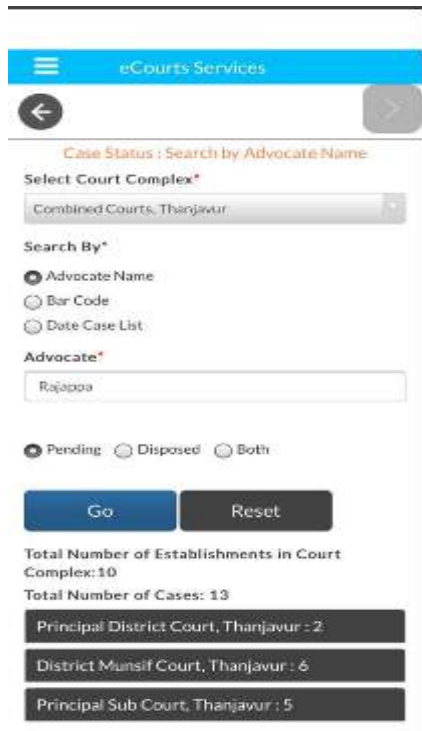 eCourts Services
Case Status : Search by Advocate Name
Select Court Complex*
Combined Courts, Thanjavur
Search By*
Advocate Name
Bar Code
Date Case List
Advocate*
Rajappa
Pending Disposed Both
Go Reset
Total Number of Establishments in Court
Complex:10
Total Number of Cases: 13
Principal District Court, Thanjavur : 2
District Munsif Court, Thanjavur : 6
Principal Sub Court, Thanjavur : 5